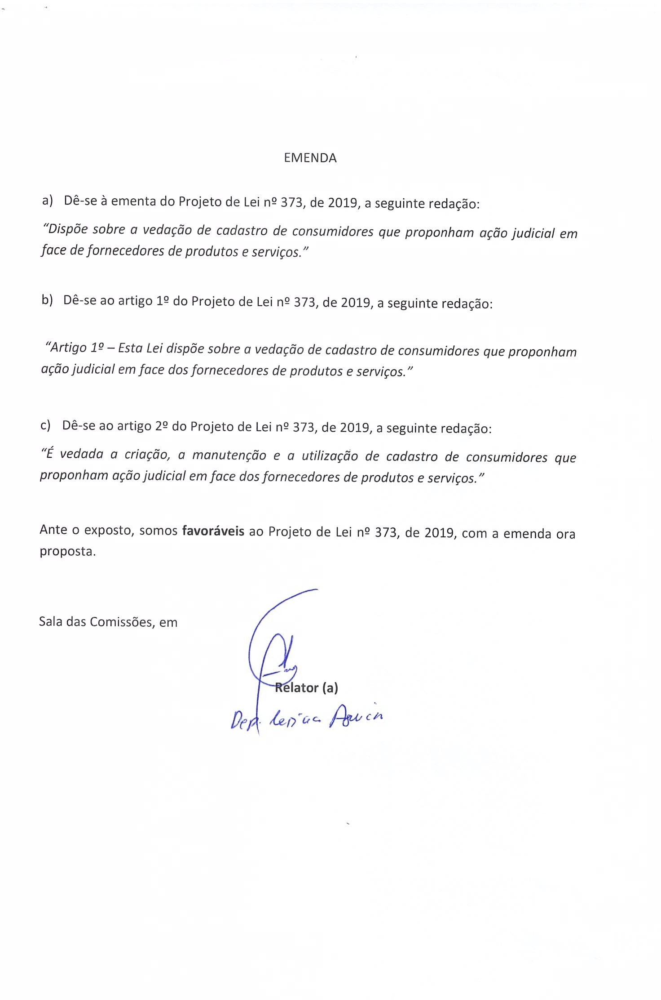 EMENDA
a) Dê-se à ementa do Projeto de Lei nº 373, de 2019, a seguinte redação:
“Dispõe sobre a vedação de cadastro de consumidores que proponham ação judicial em
face de fornecedores de produtos e serviços.”
b) Dê-se ao artigo 1º do Projeto de Lei nº 373, de 2019, a seguinte redação:
“Artigo 1º – Esta Lei dispõe sobre a vedação de cadastro de consumidores que proponham
ação judicial em face dos fornecedores de produtos e serviços.”
c) Dê-se ao artigo 2º do Projeto de Lei nº 373, de 2019, a seguinte redação:
“É vedada a criação, a manutenção e a utilização de cadastro de consumidores que
proponham ação judicial em face dos fornecedores de produtos e serviços.”
Ante o exposto, somos favoráveis ao Projeto de Lei nº 373, de 2019, com a emenda ora
proposta.
Sala das Comissões, em
Relator (a)
Dep.